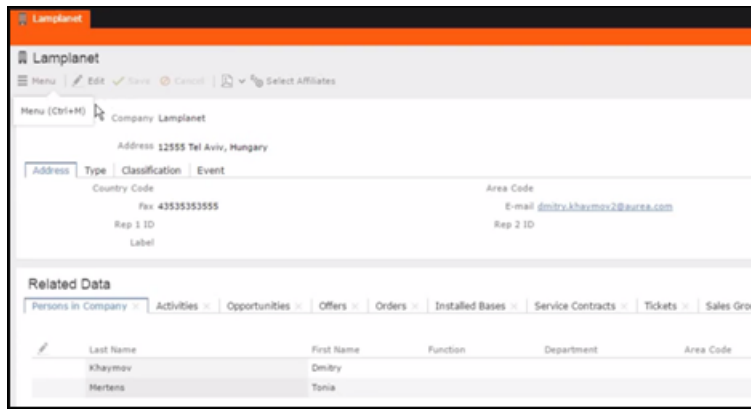 Lamplanet
Lamplanet
Menu Edit Save Cancel Select Affiliates
Menu (Ctrl+M)
Company Lamplanet
Address 12555 Tel Aviv, Hungary
Address Type Classification Event
Country Code Area Code
Fax 43535353555 E-mail dmitry.khaymov2@aurea.com
Rep 1 ID Rep 2 ID
Label
Related Data
Persons in Company Activities Opportunities Offers Orders Installed Bases Service Contracts Tickets Sales Gro
Last Name First Name Function Department Area Code
Khaymov Dmitry
Mertens Tonia